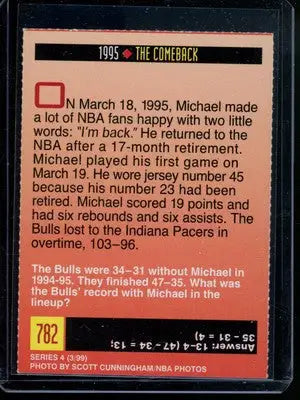 1995 ◆ THE COMEBACK
ON March 18, 1995, Michael made
a lot of NBA fans happy with two little
words: "I'm back." He returned to the
NBA after a 17-month retirement.
Michael played his first game on
March 19. He wore jersey number 45
because his number 23 had been
retired. Michael scored 19 points and
had six rebounds and six assists. The
Bulls lost to the Indiana Pacers in
overtime, 103–96.
The Bulls were 34–31 without Michael in
1994-95. They finished 47–35. What was
the Bulls' record with Michael in the
lineup?
782
Answer: 13-4 (47 - 34 = 13;
35 - 31 = 4)
SERIES 4 (3/99)
PHOTO BY SCOTT CUNNINGHAM/NBA PHOTOS